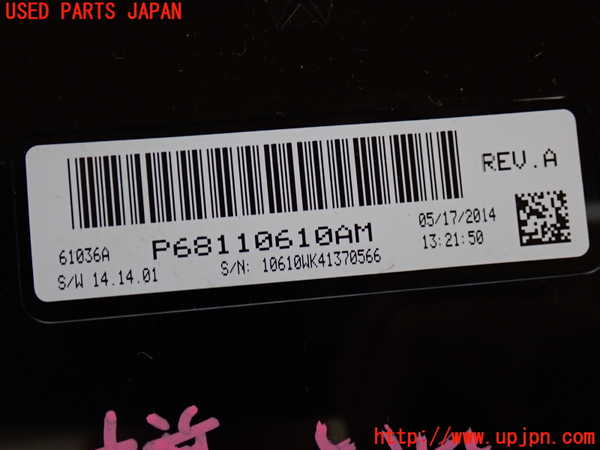 USED PARTS JAPAN
REV.A
P68110610AM
05/17/2014
13:21:50
61036A
S/W 14.14.01
S/N: 10610WK41370566
http://www.upjpn.com/